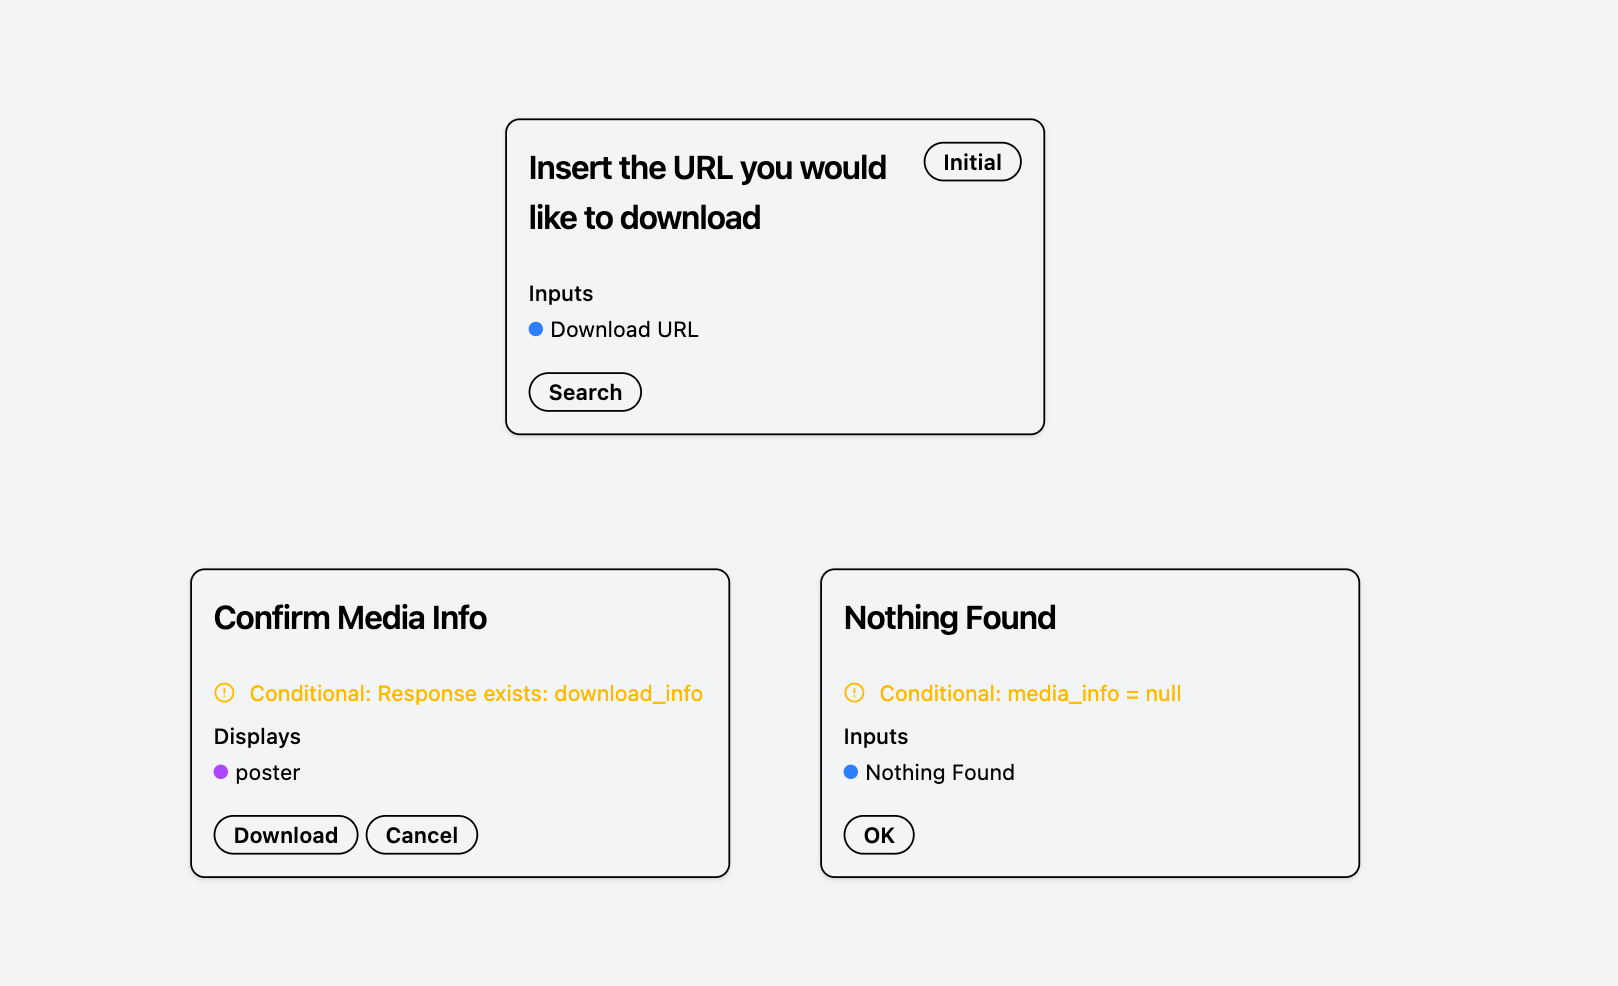 Insert the URL you would
like to download
Initial
Inputs
Download URL
Search
Confirm Media Info
Conditional: Response exists: download_info
Displays
poster
Download
Cancel
Nothing Found
Conditional: media_info = null
Inputs
Nothing Found
OK